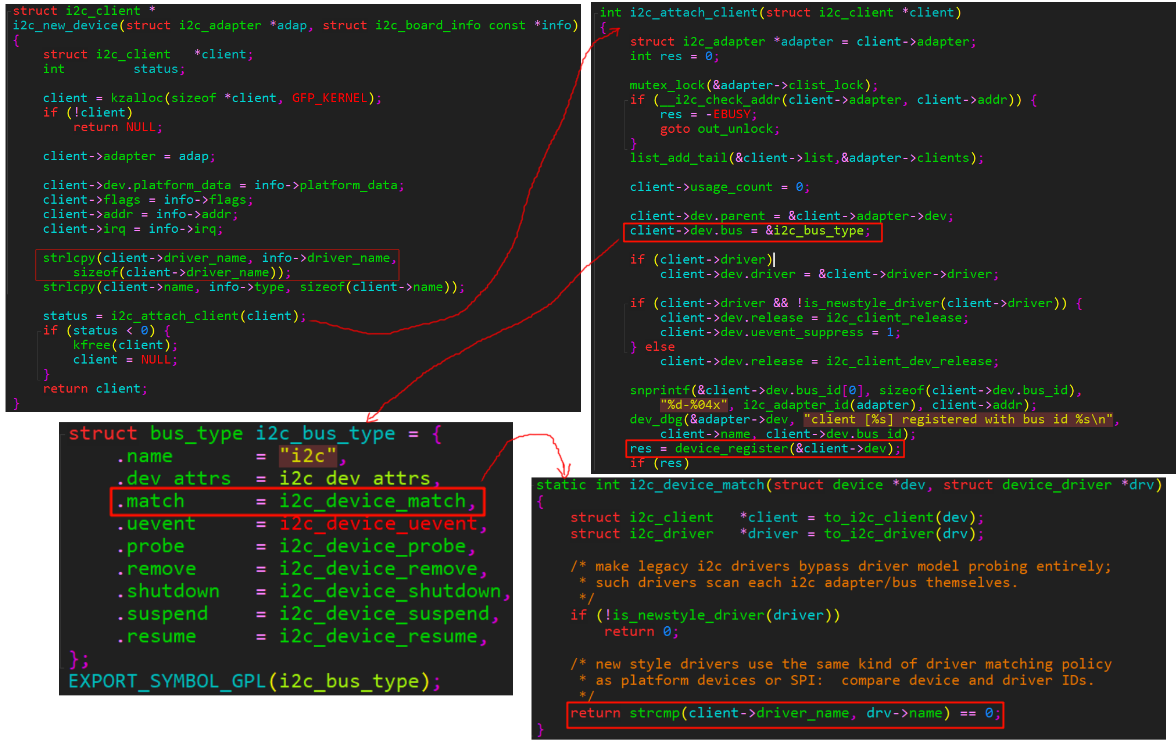 struct i2c_client *
i2c_new_device(struct i2c_adapter *adap, struct i2c_board_info const *info)
{
    struct i2c_client   *client;
    int         status;

    client = kzalloc(sizeof *client, GFP_KERNEL);
    if (!client)
        return NULL;

    client->adapter = adap;

    client->dev.platform_data = info->platform_data;
    client->flags = info->flags;
    client->addr = info->addr;
    client->irq = info->irq;

    strlcpy(client->driver_name, info->driver_name,
        sizeof(client->driver_name));
    strlcpy(client->name, info->type, sizeof(client->name));

    status = i2c_attach_client(client);
    if (status < 0) {
        kfree(client);
        client = NULL;
    }
    return client;
}
int i2c_attach_client(struct i2c_client *client)
{
    struct i2c_adapter *adapter = client->adapter;
    int res = 0;

    mutex_lock(&adapter->clist_lock);
    if (__i2c_check_addr(client->adapter, client->addr)) {
        res = -EBUSY;
        goto out_unlock;
    }
    list_add_tail(&client->list,&adapter->clients);

    client->usage_count = 0;

    client->dev.parent = &client->adapter->dev;
    client->dev.bus = &i2c_bus_type;

    if (client->driver)
        client->dev.driver = &client->driver->driver;

    if (client->driver && !is_newstyle_driver(client->driver)) {
        client->dev.release = i2c_client_release;
        client->dev.uevent_suppress = 1;
    } else
        client->dev.release = i2c_client_dev_release;

    snprintf(&client->dev.bus_id[0], sizeof(client->dev.bus_id),
        "%d-%04x", i2c_adapter_id(adapter), client->addr);
    dev_dbg(&adapter->dev, "client [%s] registered with bus id %s\n",
        client->name, client->dev.bus_id);
    res = device_register(&client->dev);
    if (res)
struct bus_type i2c_bus_type = {
    .name       = "i2c",
    .dev_attrs  = i2c_dev_attrs,
    .match      = i2c_device_match,
    .uevent     = i2c_device_uevent,
    .probe      = i2c_device_probe,
    .remove     = i2c_device_remove,
    .shutdown   = i2c_device_shutdown,
    .suspend    = i2c_device_suspend,
    .resume     = i2c_device_resume,
};
EXPORT_SYMBOL_GPL(i2c_bus_type);
static int i2c_device_match(struct device *dev, struct device_driver *drv)
{
    struct i2c_client   *client = to_i2c_client(dev);
    struct i2c_driver   *driver = to_i2c_driver(drv);

    /* make legacy i2c drivers bypass driver model probing entirely;
     * such drivers scan each i2c adapter/bus themselves.
     */
    if (!is_newstyle_driver(driver))
        return 0;

    /* new style drivers use the same kind of driver matching policy
     * as platform devices or SPI:  compare device and driver IDs.
     */
    return strcmp(client->driver_name, drv->name) == 0;
}